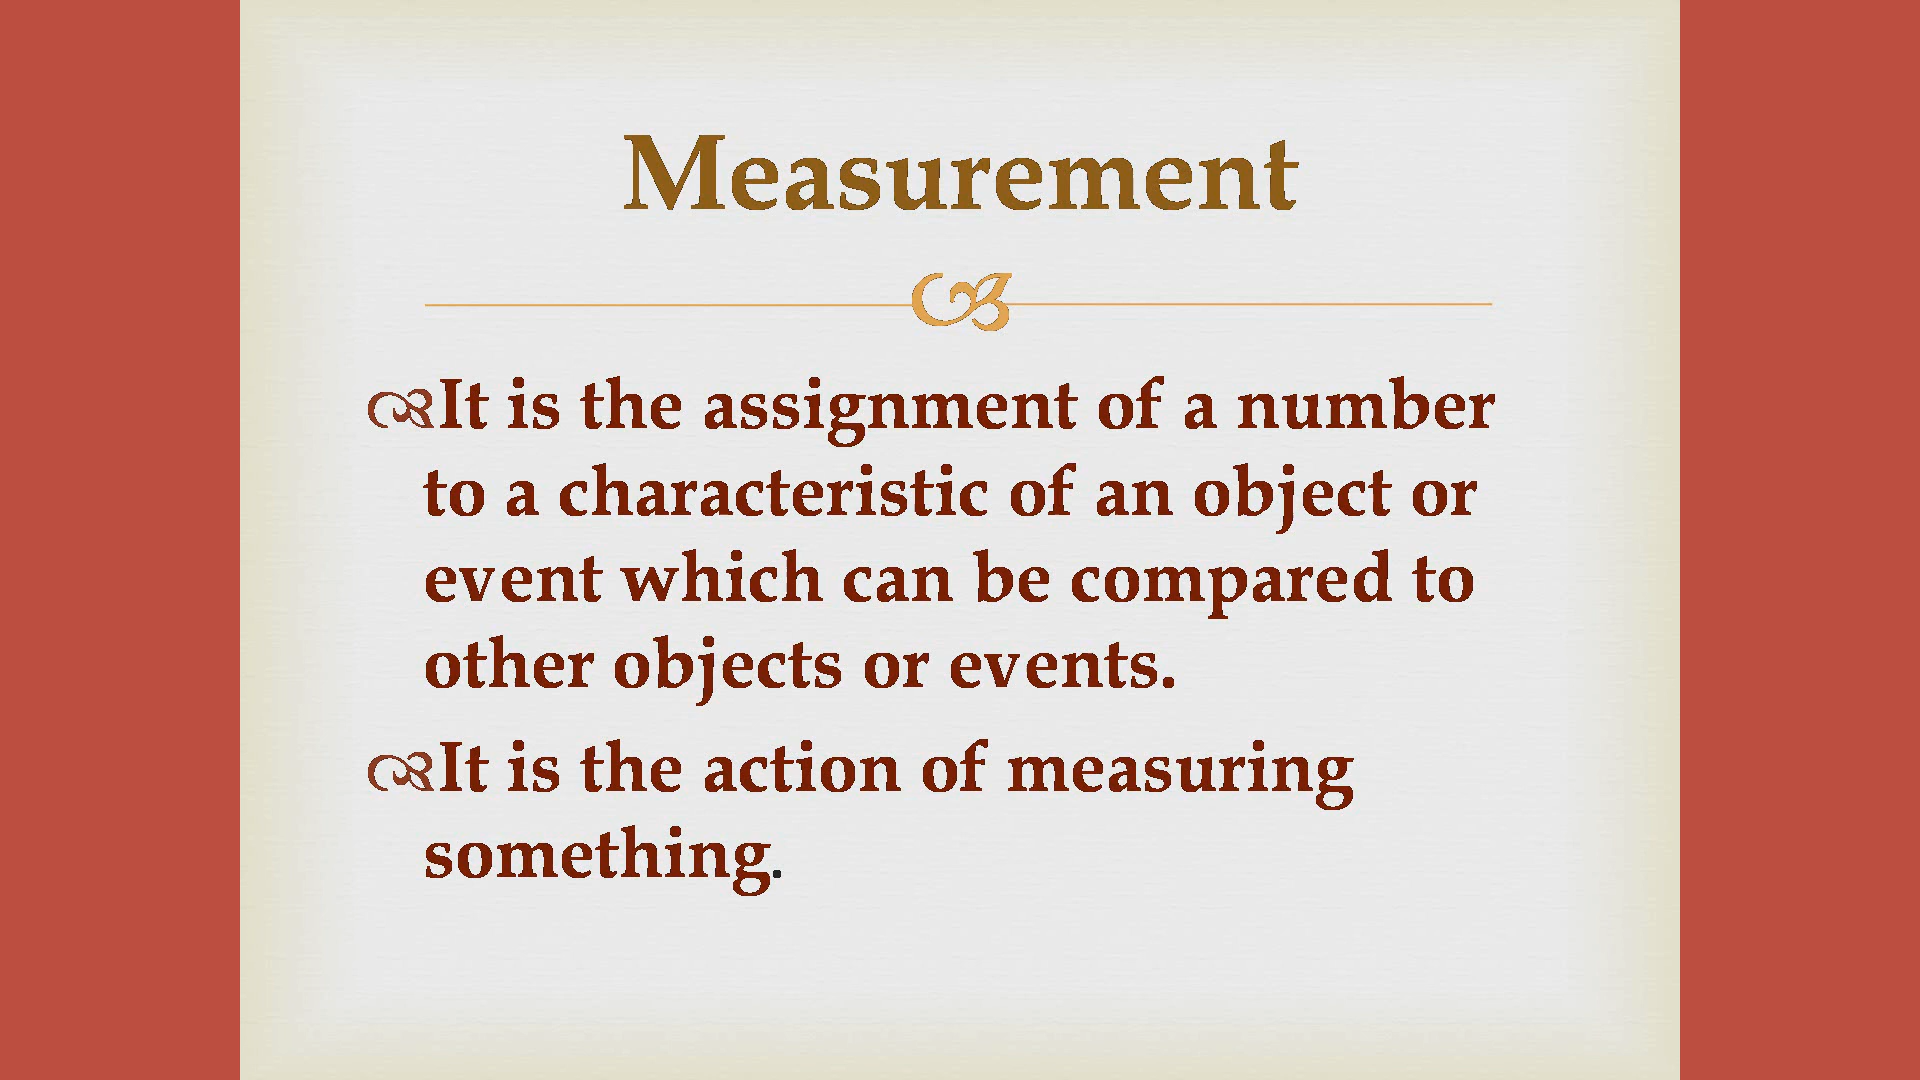 Measurement
It is the assignment of a number
to a characteristic of an object or
event which can be compared to
other objects or events.
It is the action of measuring
something.